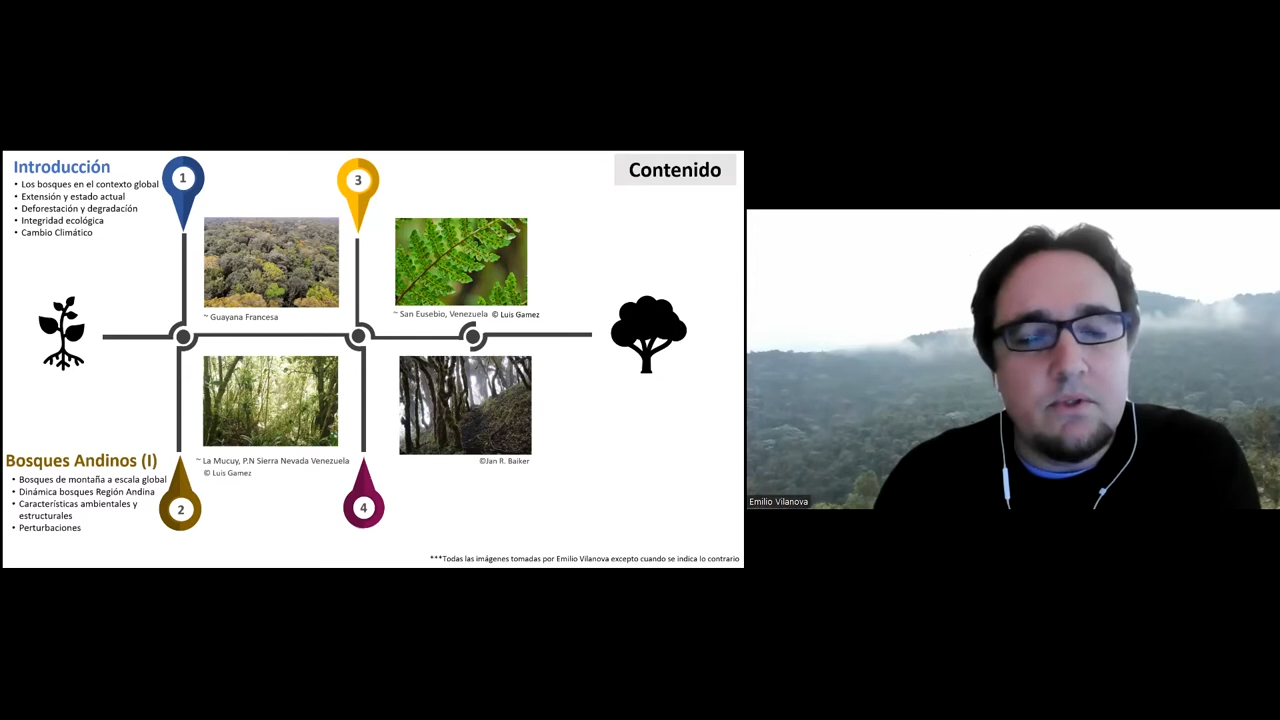 Introducción
• Los bosques en el contexto global
• Extensión y estado actual
• Deforestación y degradación
• Integridad ecológica
• Cambio Climático
1
3
Contenido
~ Guayana Francesa
~ San Eusebio, Venezuela © Luis Gamez
Bosques Andinos (I)
• Bosques de montaña a escala global
• Dinámica bosques Región Andina
• Características ambientales y
estructurales
• Perturbaciones
2
~ La Mucuy, P.N Sierra Nevada Venezuela
© Luis Gamez
4
©Jan R. Baiker
***Todas las imágenes tomadas por Emilio Vilanova excepto cuando se indica lo contrario
Emilio Vilanova